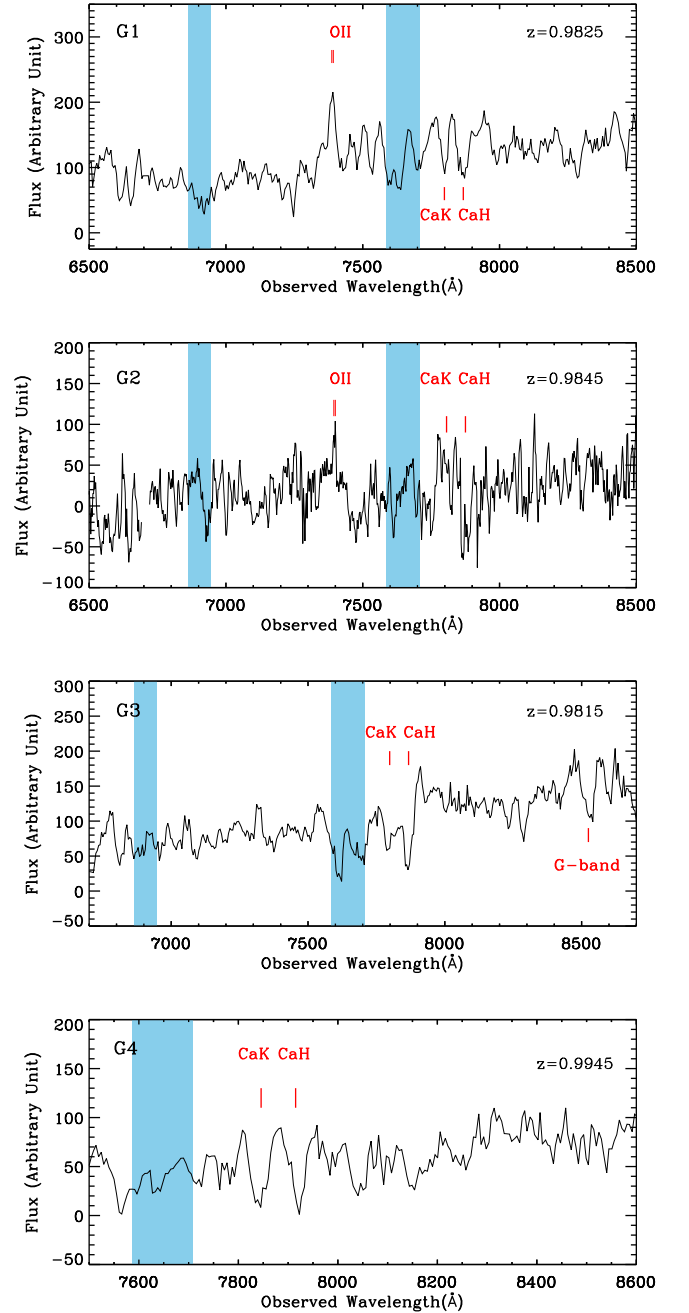 G1
OII
z=0.9825
CaK CaH
300
200
100
0
6500 7000 7500 8000 8500
Observed Wavelength(Å)
Flux (Arbitrary Unit)
G2
OII
CaK CaH
z=0.9845
200
150
100
50
0
−50
−100
6500 7000 7500 8000 8500
Observed Wavelength(Å)
Flux (Arbitrary Unit)
G3
CaK CaH
z=0.9815
G−band
300
250
200
150
100
50
0
−50
7000 7500 8000 8500
Observed Wavelength(Å)
Flux (Arbitrary Unit)
G4
CaK CaH
z=0.9945
200
150
100
50
0
−50
7600 7800 8000 8200 8400 8600
Observed Wavelength(Å)
Flux (Arbitrary Unit)